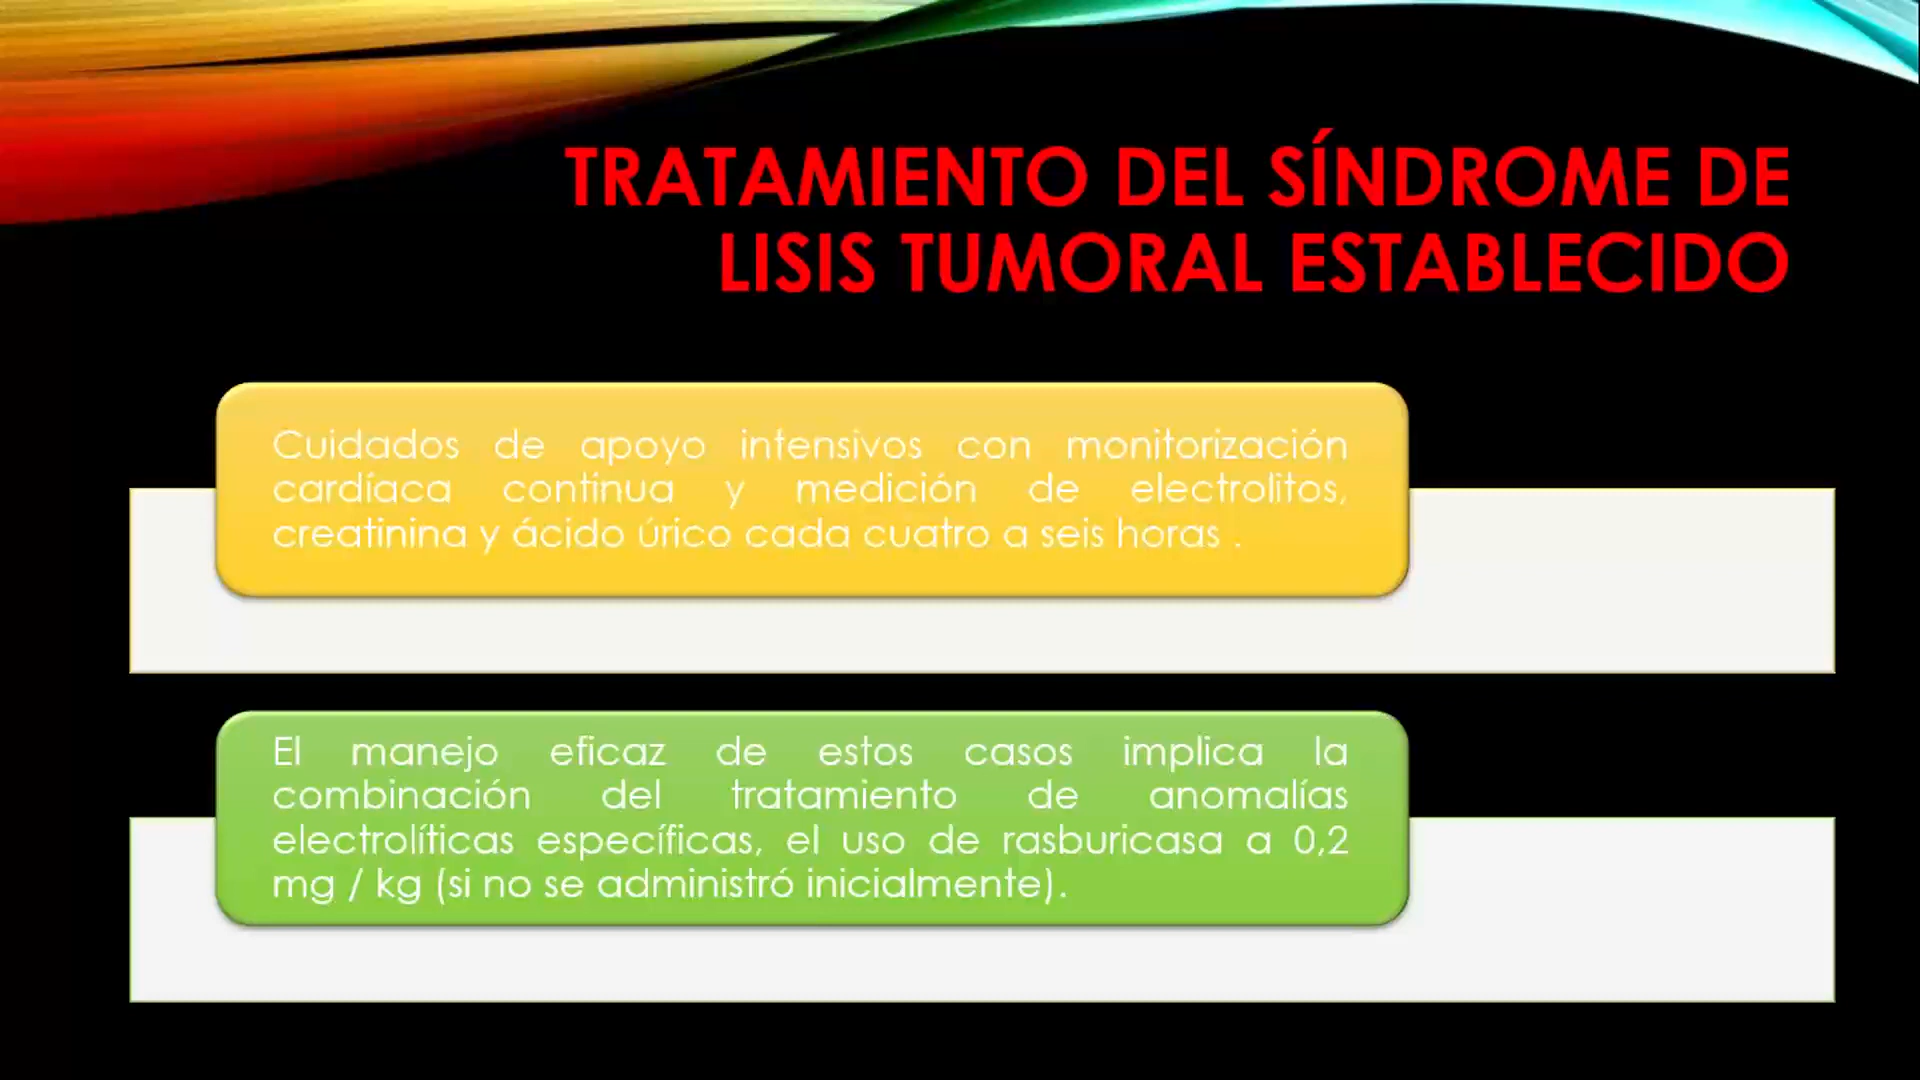 TRATAMIENTO DEL SÍNDROME DE
LISIS TUMORAL ESTABLECIDO
Cuidados de apoyo intensivos con monitorización
cardíaca continua y medición de electrolitos,
creatinina y ácido úrico cada cuatro a seis horas .
El manejo eficaz de estos casos implica la
combinación del tratamiento de anomalías
electrolíticas específicas, el uso de rasburicasa a 0,2
mg / kg (si no se administró inicialmente).